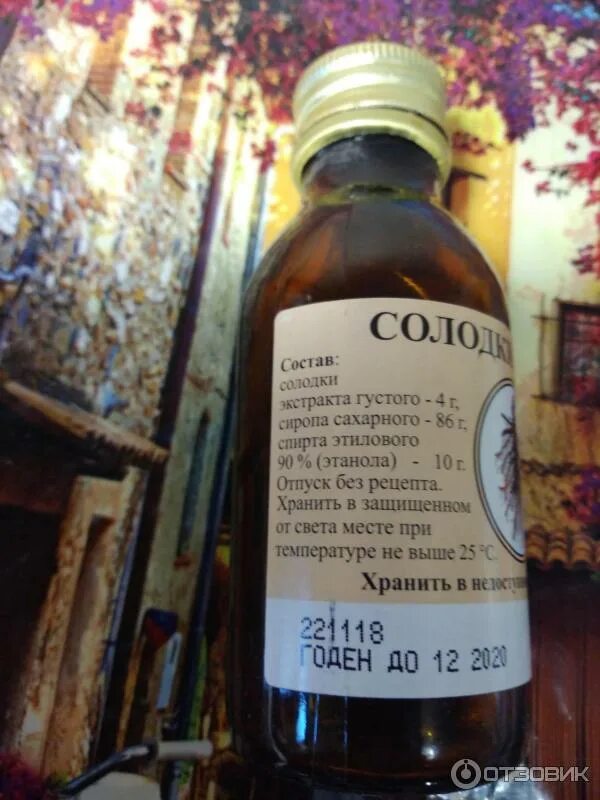 СОЛОДК
Состав:
солодки
экстракта густого - 4 г,
сиропа сахарного - 86 г,
спирта этилового
90 % (этанола) - 10 г.
Отпуск без рецепта.
Хранить в защищенном
от света месте при
температуре не выше 25 °С.
Хранить в недоступ
221118
ГОДЕН ДО 12 2020
ОТЗОВИК